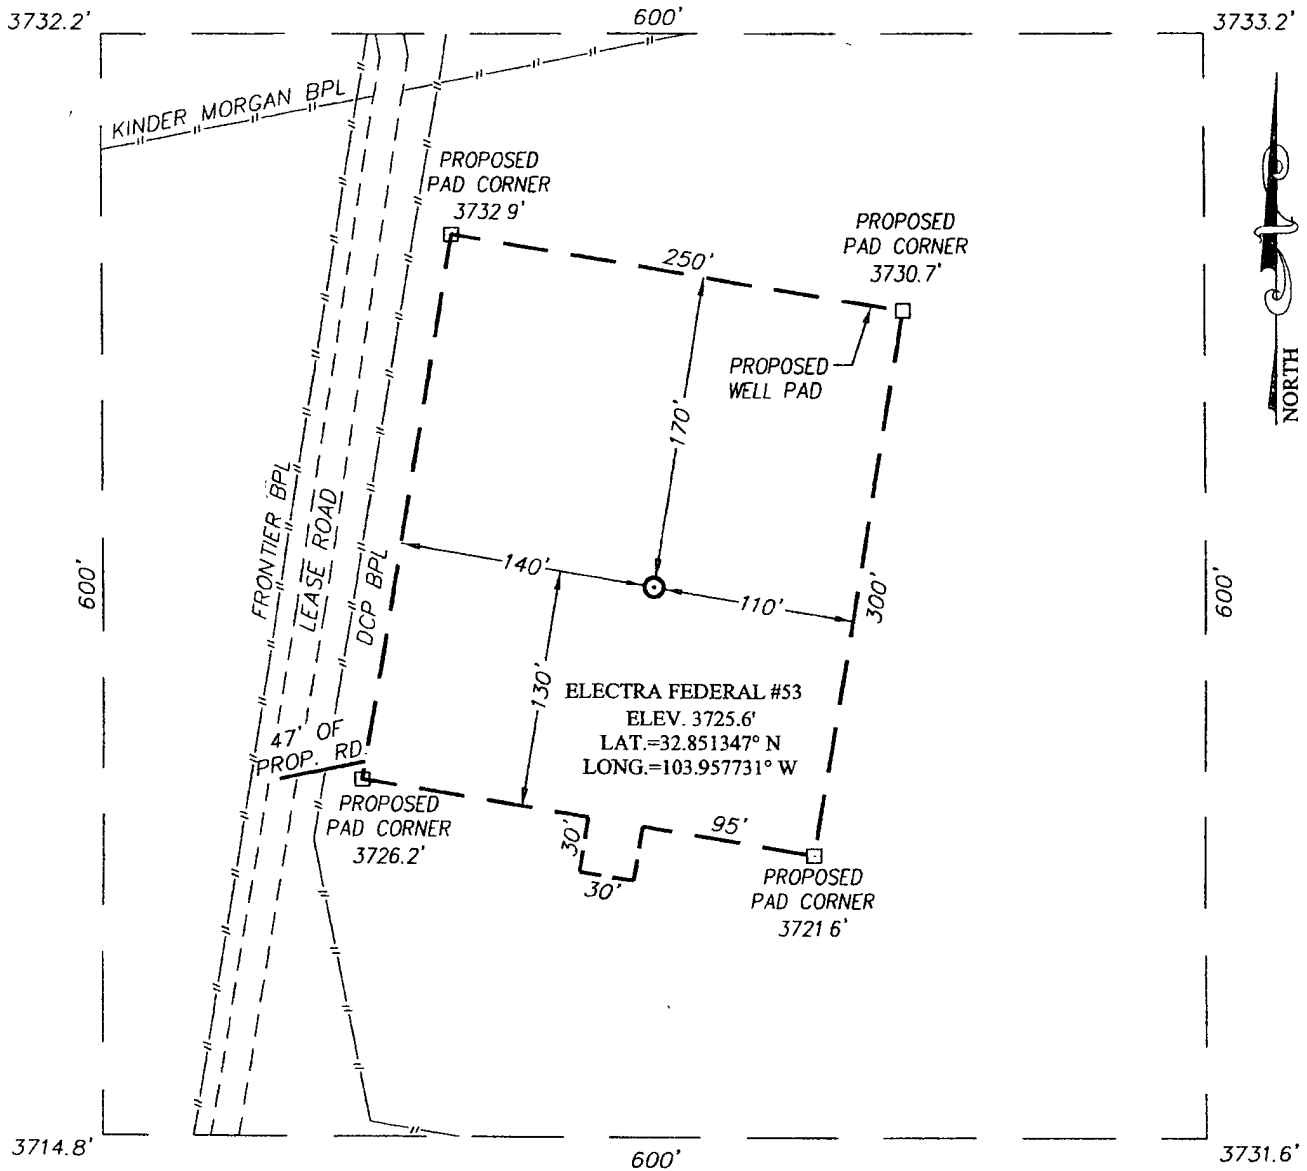 3732.2'
600'
3733.2'
KINDER MORGAN BPL
PROPOSED
PAD CORNER
3732 9'
PROPOSED
PAD CORNER
3730.7'
250'
PROPOSED
WELL PAD
NORTH
170'
FRONTIER BPL
LEASE ROAD
DCP BPL
600'
140'
110'
300'
600'
130'
ELECTRA FEDERAL #53
ELEV. 3725.6'
LAT.=32.851347° N
LONG.=103.957731° W
47' OF
PROP. RD.
PROPOSED
PAD CORNER
3726.2'
30'
30'
95'
PROPOSED
PAD CORNER
3721 6'
3714.8'
600'
3731.6'